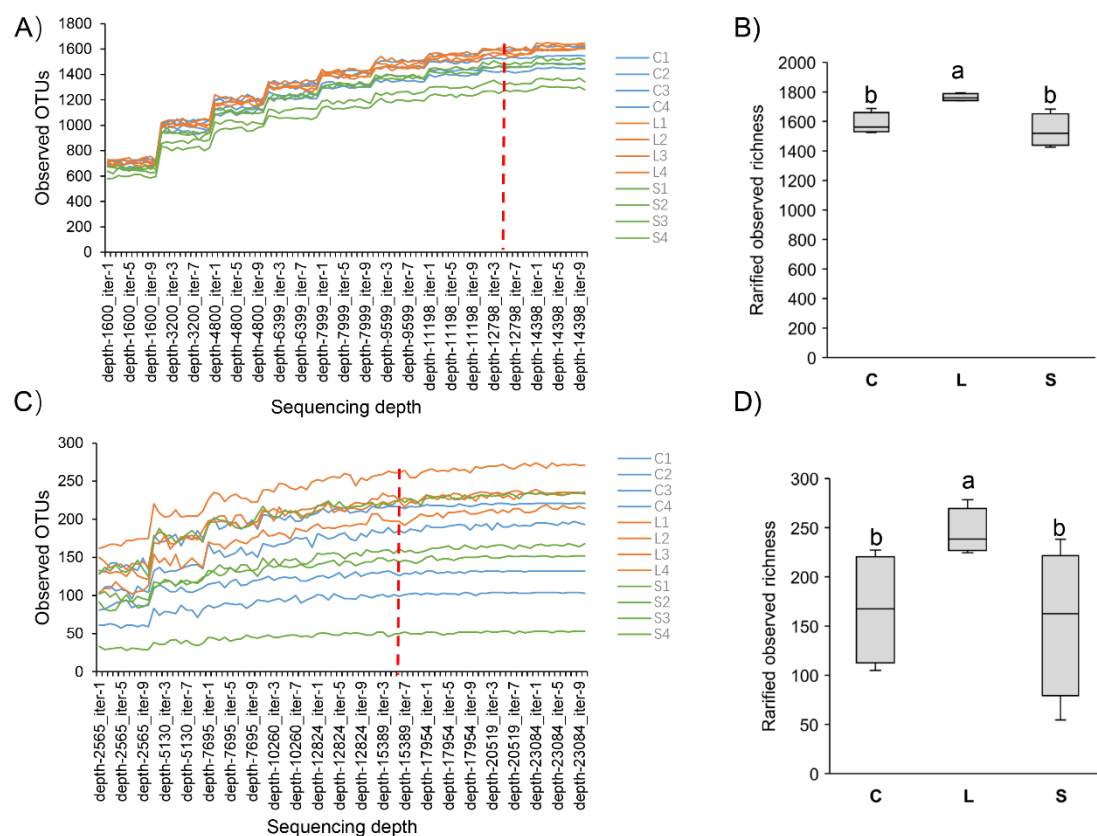 A)
Observed OTUs
1800
1600
1400
1200
1000
800
600
400
200
0
depth-1600_iter-1
depth-1600_iter-5
depth-1600_iter-9
depth-3200_iter-3
depth-3200_iter-7
depth-4800_iter-1
depth-4800_iter-5
depth-4800_iter-9
depth-6399_iter-3
depth-6399_iter-7
depth-7999_iter-1
depth-7999_iter-5
depth-7999_iter-9
depth-9599_iter-3
depth-9599_iter-7
depth-11198_iter-1
depth-11198_iter-5
depth-11198_iter-9
depth-12798_iter-3
depth-12798_iter-7
depth-14398_iter-1
depth-14398_iter-5
depth-14398_iter-9
Sequencing depth
C1
C2
C3
C4
L1
L2
L3
L4
S1
S2
S3
S4
B)
Rarified observed richness
2000
1800
1600
1400
1200
1000
800
600
400
200
0
b
a
b
C
L
S
C)
Observed OTUs
300
250
200
150
100
50
0
depth-2565_iter-1
depth-2565_iter-5
depth-2565_iter-9
depth-5130_iter-3
depth-5130_iter-7
depth-7695_iter-1
depth-7695_iter-5
depth-7695_iter-9
depth-10260_iter-3
depth-10260_iter-7
depth-12824_iter-1
depth-12824_iter-5
depth-12824_iter-9
depth-15389_iter-3
depth-15389_iter-7
depth-17954_iter-1
depth-17954_iter-5
depth-17954_iter-9
depth-20519_iter-3
depth-20519_iter-7
depth-23084_iter-1
depth-23084_iter-5
depth-23084_iter-9
Sequencing depth
C1
C2
C3
C4
L1
L2
L3
L4
S1
S2
S3
S4
D)
Rarified observed richness
300
250
200
150
100
50
0
b
a
b
C
L
S